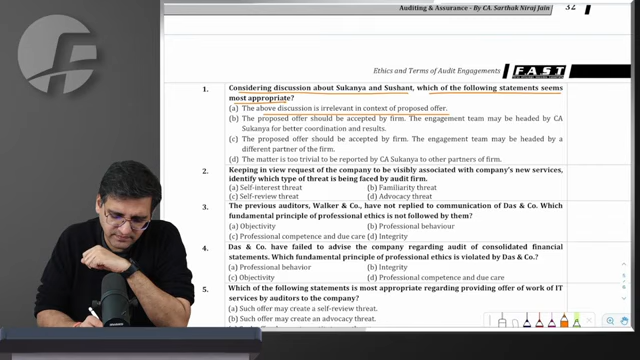 Auditing & Assurance - By CA. Sarthak Niraj Jain
32
Ethics and Terms of Audit Engagements
F.A.S.T
1. Considering discussion about Sukanya and Sushant, which of the following statements seems
most appropriate?
(a) The above discussion is irrelevant in context of proposed offer.
(b) The proposed offer should be accepted by firm. The engagement team may be headed by CA
Sukanya for better coordination and results.
(c) The proposed offer should be accepted by firm. The engagement team may be headed by a
different partner of the firm.
(d) The matter is too trivial to be reported by CA Sukanya to other partners of firm.
2. Keeping in view request of the company to be visibly associated with company's new services,
identify which type of threat is being faced by audit firm.
(a) Self-interest threat (b) Familiarity threat
(c) Self-review threat (d) Advocacy threat
3. The previous auditors, Walker & Co., have not replied to communication of Das & Co. Which
fundamental principle of professional ethics is not followed by them?
(a) Objectivity (b) Professional behaviour
(c) Professional competence and due care (d) Integrity
4. Das & Co. have failed to advise the company regarding audit of consolidated financial
statements. Which fundamental principle of professional ethics is violated by Das & Co.?
(a) Professional behavior (b) Integrity
(c) Objectivity (d) Professional competence and due care
5. Which of the following statements is most appropriate regarding providing offer of work of IT
services by auditors to the company?
(a) Such offer may create a self-review threat.
(b) Such offer may create an advocacy threat.